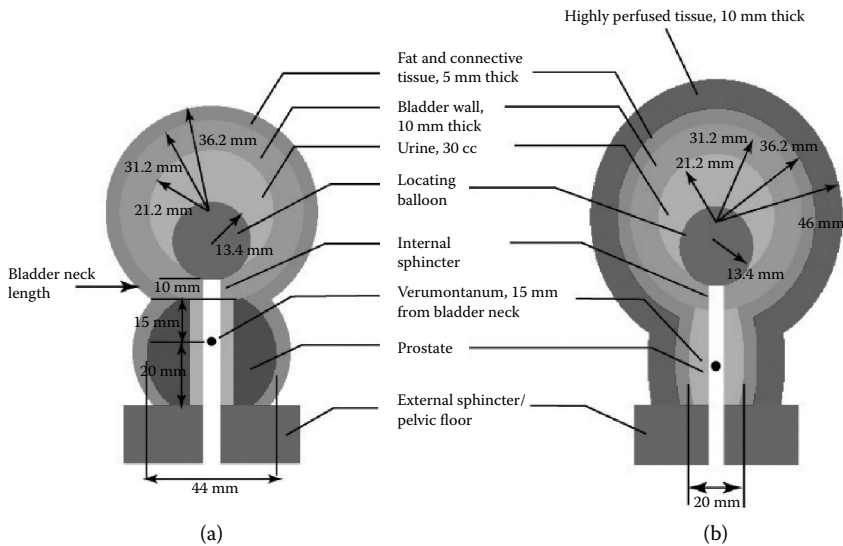 Highly perfused tissue, 10 mm thick
Fat and connective
tissue, 5 mm thick
Bladder wall,
10 mm thick
Urine, 30 cc
Locating
balloon
Internal
sphincter
Verumontanum, 15 mm
from bladder neck
Prostate
External sphincter/
pelvic floor
36.2 mm
31.2 mm
21.2 mm
13.4 mm
Bladder neck
length
10 mm
15 mm
20 mm
44 mm
(a)
31.2 mm
36.2 mm
21.2 mm
46 mm
13.4 mm
20 mm
(b)